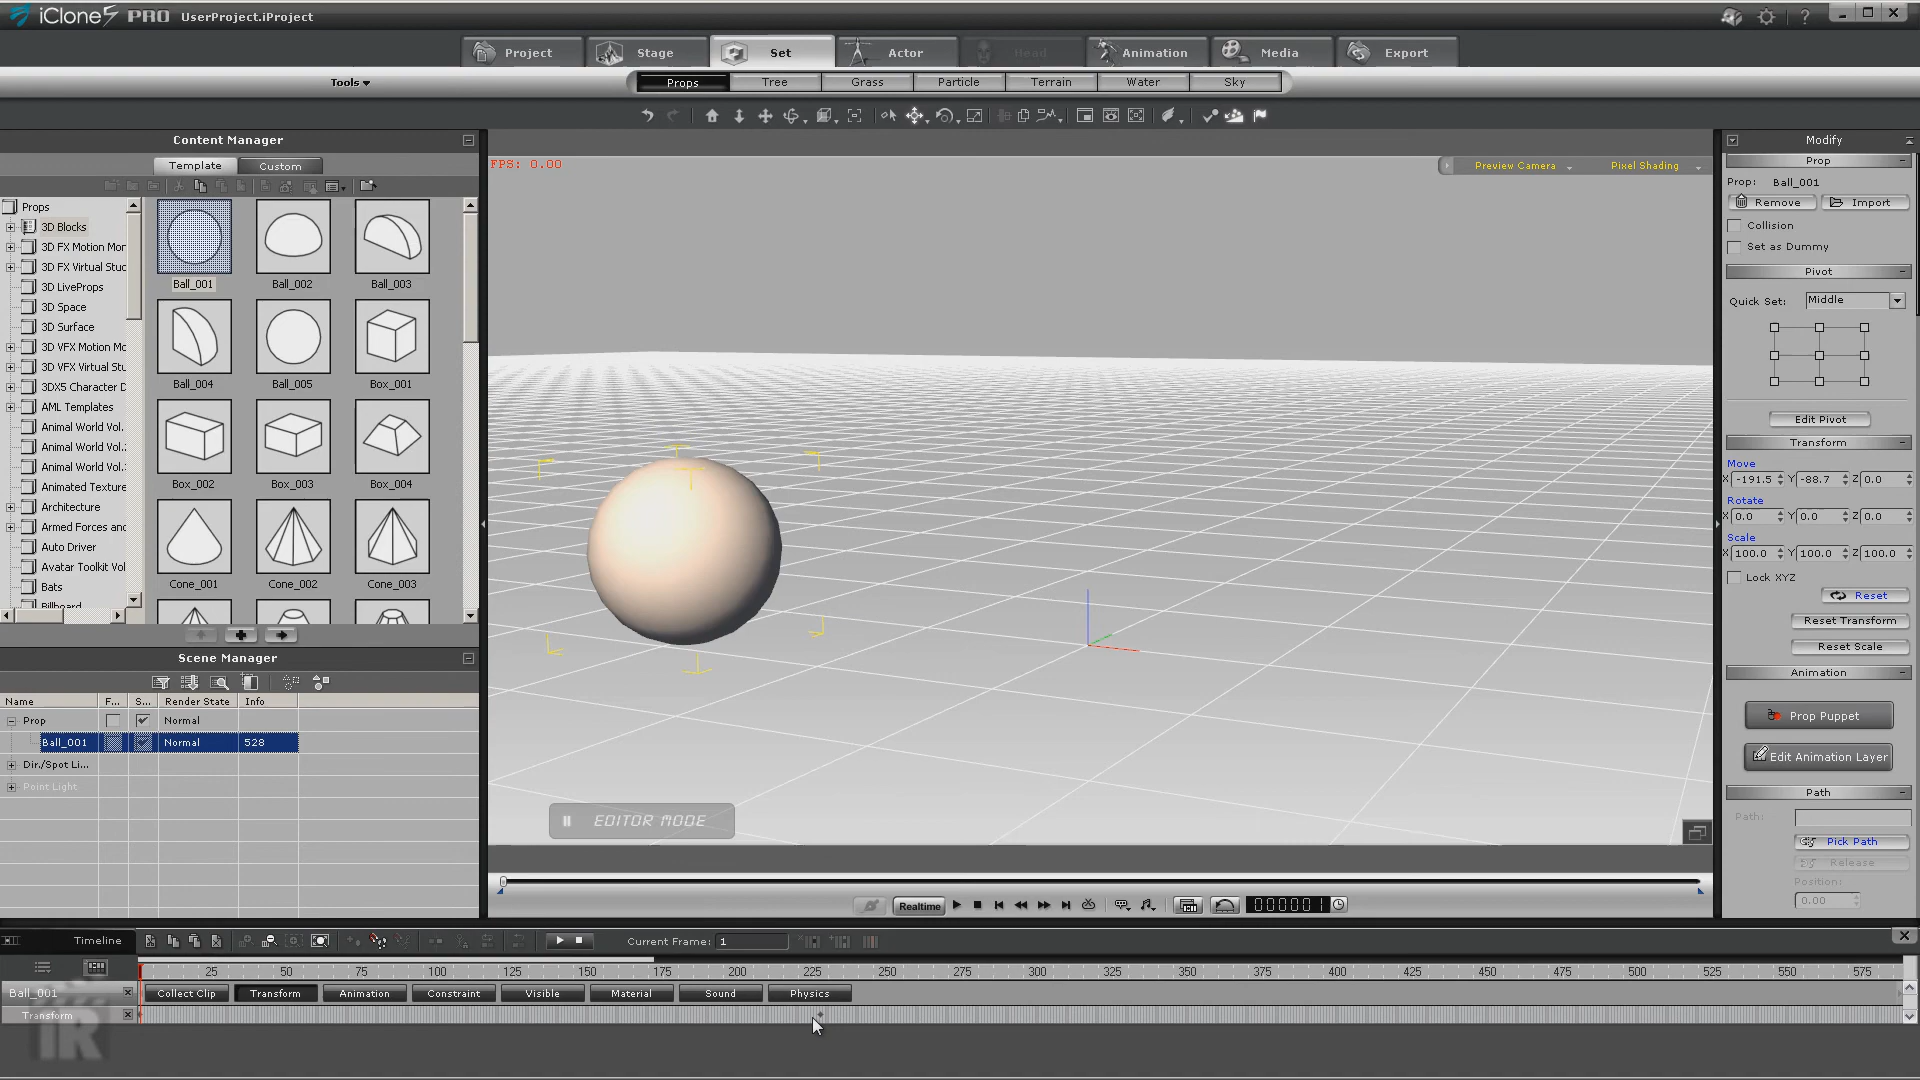 iClone5 PRO UserProject.iProject
Project Stage Set Actor Head Animation Media Export
Tools
Props Tree Grass Particle Terrain Water Sky
Content Manager
Template Custom
Props
3D Blocks
3D FX Motion Mor
3D FX Virtual Stuc
3D LiveProps
3D Space
3D Surface
3D VFX Motion Mc
3D VFX Virtual Stu
3DX5 Character D
AML Templates
Animal World Vol.
Animal World Vol.
Animal World Vol.
Animated Texture
Architecture
Armed Forces and
Auto Driver
Avatar Toolkit Vol
Bats
Billboard
Ball_001 Ball_002 Ball_003
Ball_004 Ball_005 Box_001
Box_002 Box_003 Box_004
Cone_001 Cone_002 Cone_003
Scene Manager
Name F... S... Render State Info
Prop Normal
Ball_001 Normal 528
Dir./Spot Li...
Point Light
FPS: 0.00
Preview Camera Pixel Shading
EDITOR MODE
Realtime 000000 1
Modify
Prop
Prop: Ball_001
Remove Import
Collision
Set as Dummy
Pivot
Quick Set: Middle
Edit Pivot
Transform
Move
X -191.5 Y -88.7 Z 0.0
Rotate
X 0.0 Y 0.0 Z 0.0
Scale
X 100.0 Y 100.0 Z 100.0
Lock XYZ
Reset
Reset Transform
Reset Scale
Animation
Prop Puppet
Edit Animation Layer
Path
Path:
Pick Path
Release
Position:
0.00
Timeline Current Frame: 1
25 50 75 100 125 150 175 200 225 250 275 300 325 350 375 400 425 450 475 500 525 550 575
Ball_001 Collect Clip Transform Animation Constraint Visible Material Sound Physics
Transform
iR